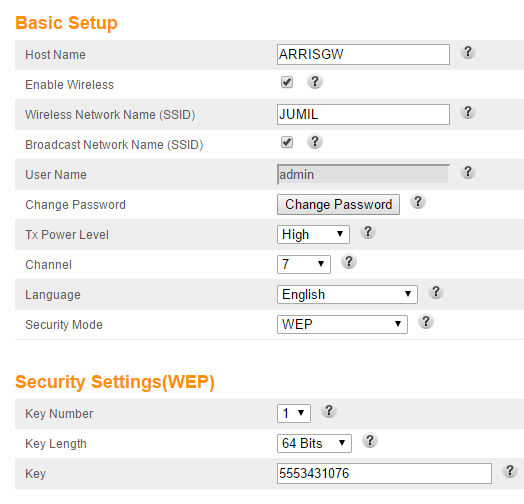 Basic Setup
Host Name ARRISGW ?
Enable Wireless ?
Wireless Network Name (SSID) JUMIL ?
Broadcast Network Name (SSID) ?
User Name admin ?
Change Password Change Password ?
Tx Power Level High ?
Channel 7 ?
Language English ?
Security Mode WEP ?
Security Settings(WEP)
Key Number 1 ?
Key Length 64 Bits ?
Key 5553431076 ?